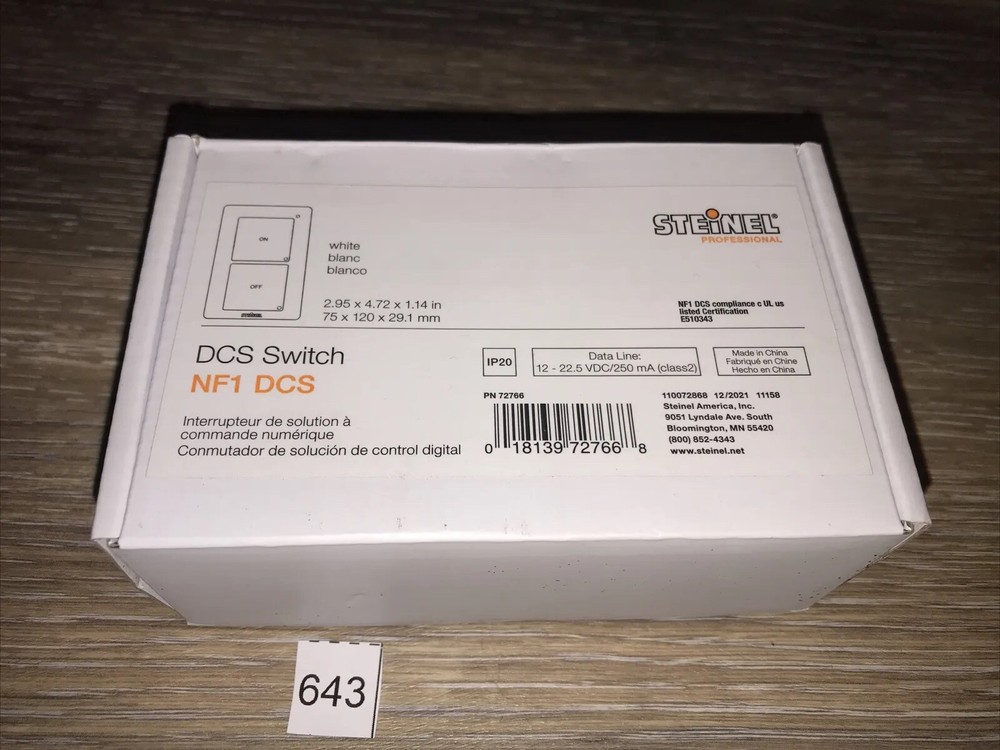 ON
OFF
STEINEL
white
blanc
blanco
2.95 x 4.72 x 1.14 in
75 x 120 x 29.1 mm
STEiNEL®
PROFESSIONAL
NF1 DCS compliance c UL us
listed Certification
E510343
DCS Switch
NF1 DCS
Interrupteur de solution à
commande numérique
Conmutador de solución de control digital
IP20
Data Line:
12 - 22.5 VDC/250 mA (class2)
Made in China
Fabriqué en Chine
Hecho en China
PN 72766
0 18139 72766 8
110072868 12/2021 11158
Steinel America, Inc.
9051 Lyndale Ave. South
Bloomington, MN 55420
(800) 852-4343
www.steinel.net
643